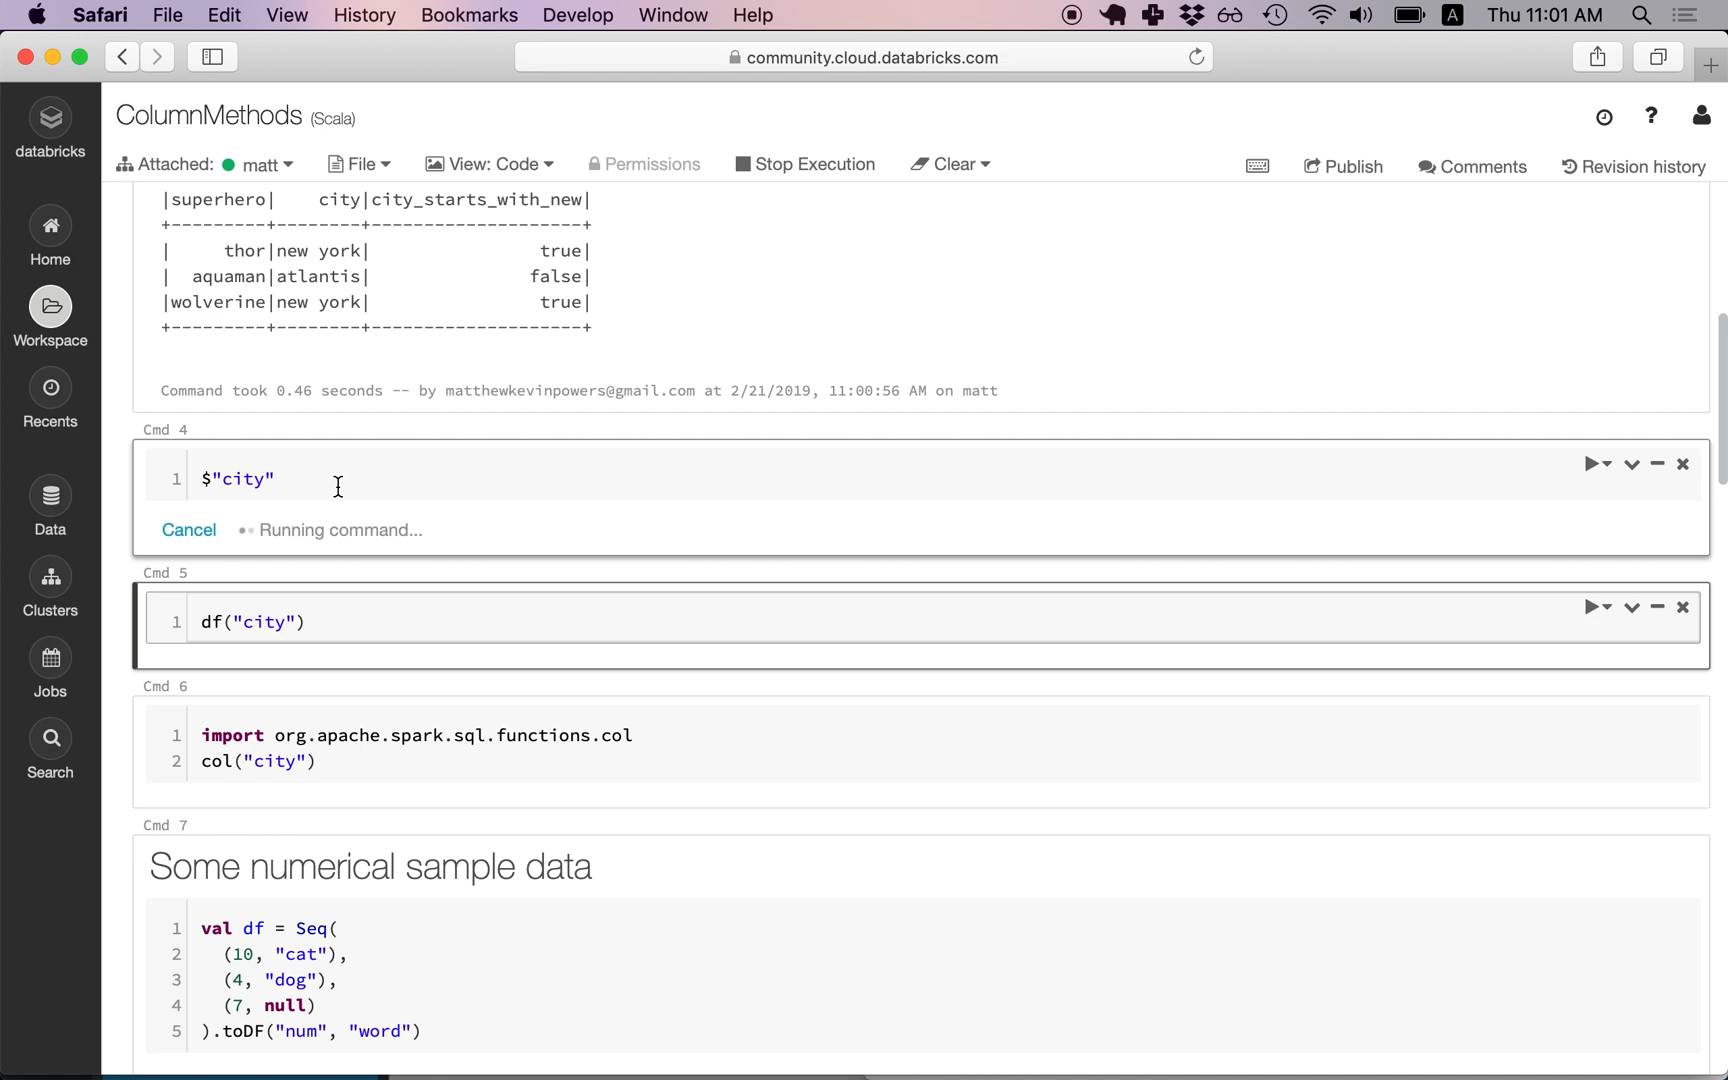 Safari File Edit View History Bookmarks Develop Window Help A Thu 11:01 AM
community.cloud.databricks.com
databricks
Home
Workspace
Recents
Data
Clusters
Jobs
Search
ColumnMethods (Scala)
Attached: matt File View: Code Permissions Stop Execution Clear Publish Comments Revision history
|superhero|    city|city_starts_with_new|
+---------+--------+--------------------+
|     thor|new york|                true|
|  aquaman|atlantis|               false|
|wolverine|new york|                true|
+---------+--------+--------------------+
Command took 0.46 seconds -- by matthewkevinpowers@gmail.com at 2/21/2019, 11:00:56 AM on matt
Cmd 4
1 $"city"
Cancel Running command...
Cmd 5
1 df("city")
Cmd 6
1 import org.apache.spark.sql.functions.col
2 col("city")
Cmd 7
Some numerical sample data
1 val df = Seq(
2   (10, "cat"),
3   (4, "dog"),
4   (7, null)
5 ).toDF("num", "word")